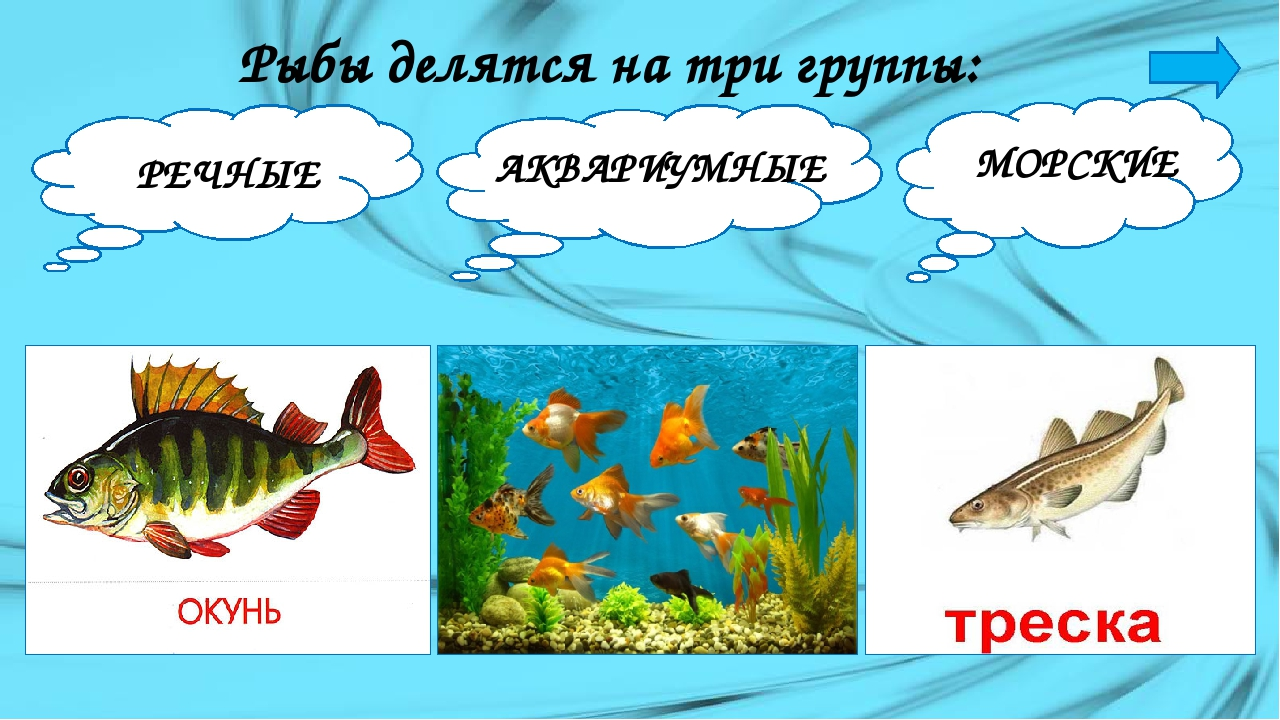 Рыбы делятся на три группы:
РЕЧНЫЕ
АКВАРИУМНЫЕ
МОРСКИЕ
ОКУНЬ
треска